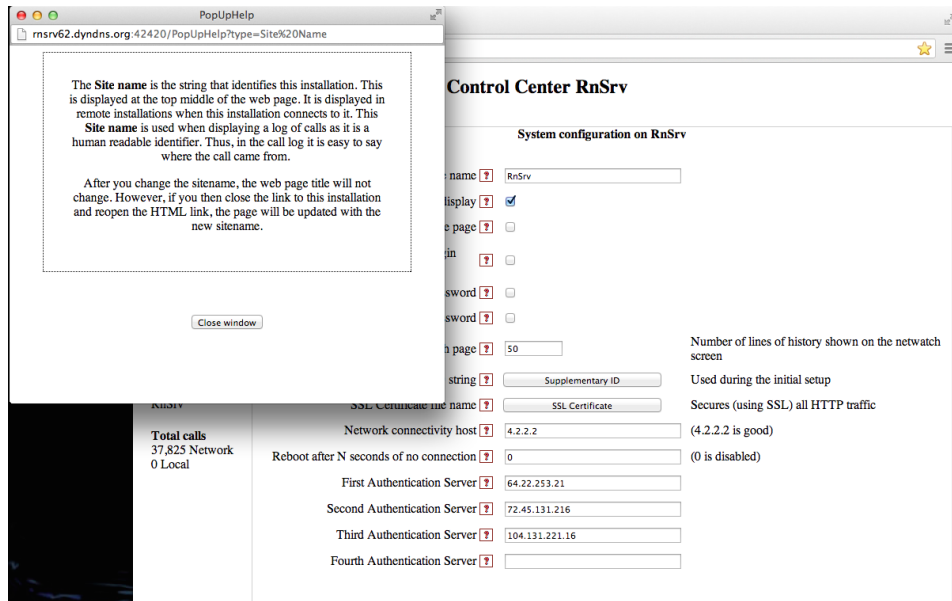 PopUpHelp
rnsrv62.dyndns.org:42420/PopUpHelp?type=Site%20Name
The Site name is the string that identifies this installation. This
is displayed at the top middle of the web page. It is displayed in
remote installations when this installation connects to it. This
Site name is used when displaying a log of calls as it is a
human readable identifier. Thus, in the call log it is easy to say
where the call came from.
After you change the sitename, the web page title will not
change. However, if you then close the link to this installation
and reopen the HTML link, the page will be updated with the
new sitename.
Close window
Control Center RnSrv
System configuration on RnSrv
name ? RnSrv
display ?
page ?
?
sword ?
sword ?
page ? 50 Number of lines of history shown on the netwatch
screen
string ? Supplementary ID Used during the initial setup
RnSrv
SSL Certificate file name ? SSL Certificate Secures (using SSL) all HTTP traffic
Total calls
37,825 Network
0 Local
Network connectivity host ? 4.2.2.2 (4.2.2.2 is good)
Reboot after N seconds of no connection ? 0 (0 is disabled)
First Authentication Server ? 64.22.253.21
Second Authentication Server ? 72.45.131.216
Third Authentication Server ? 104.131.221.16
Fourth Authentication Server ?